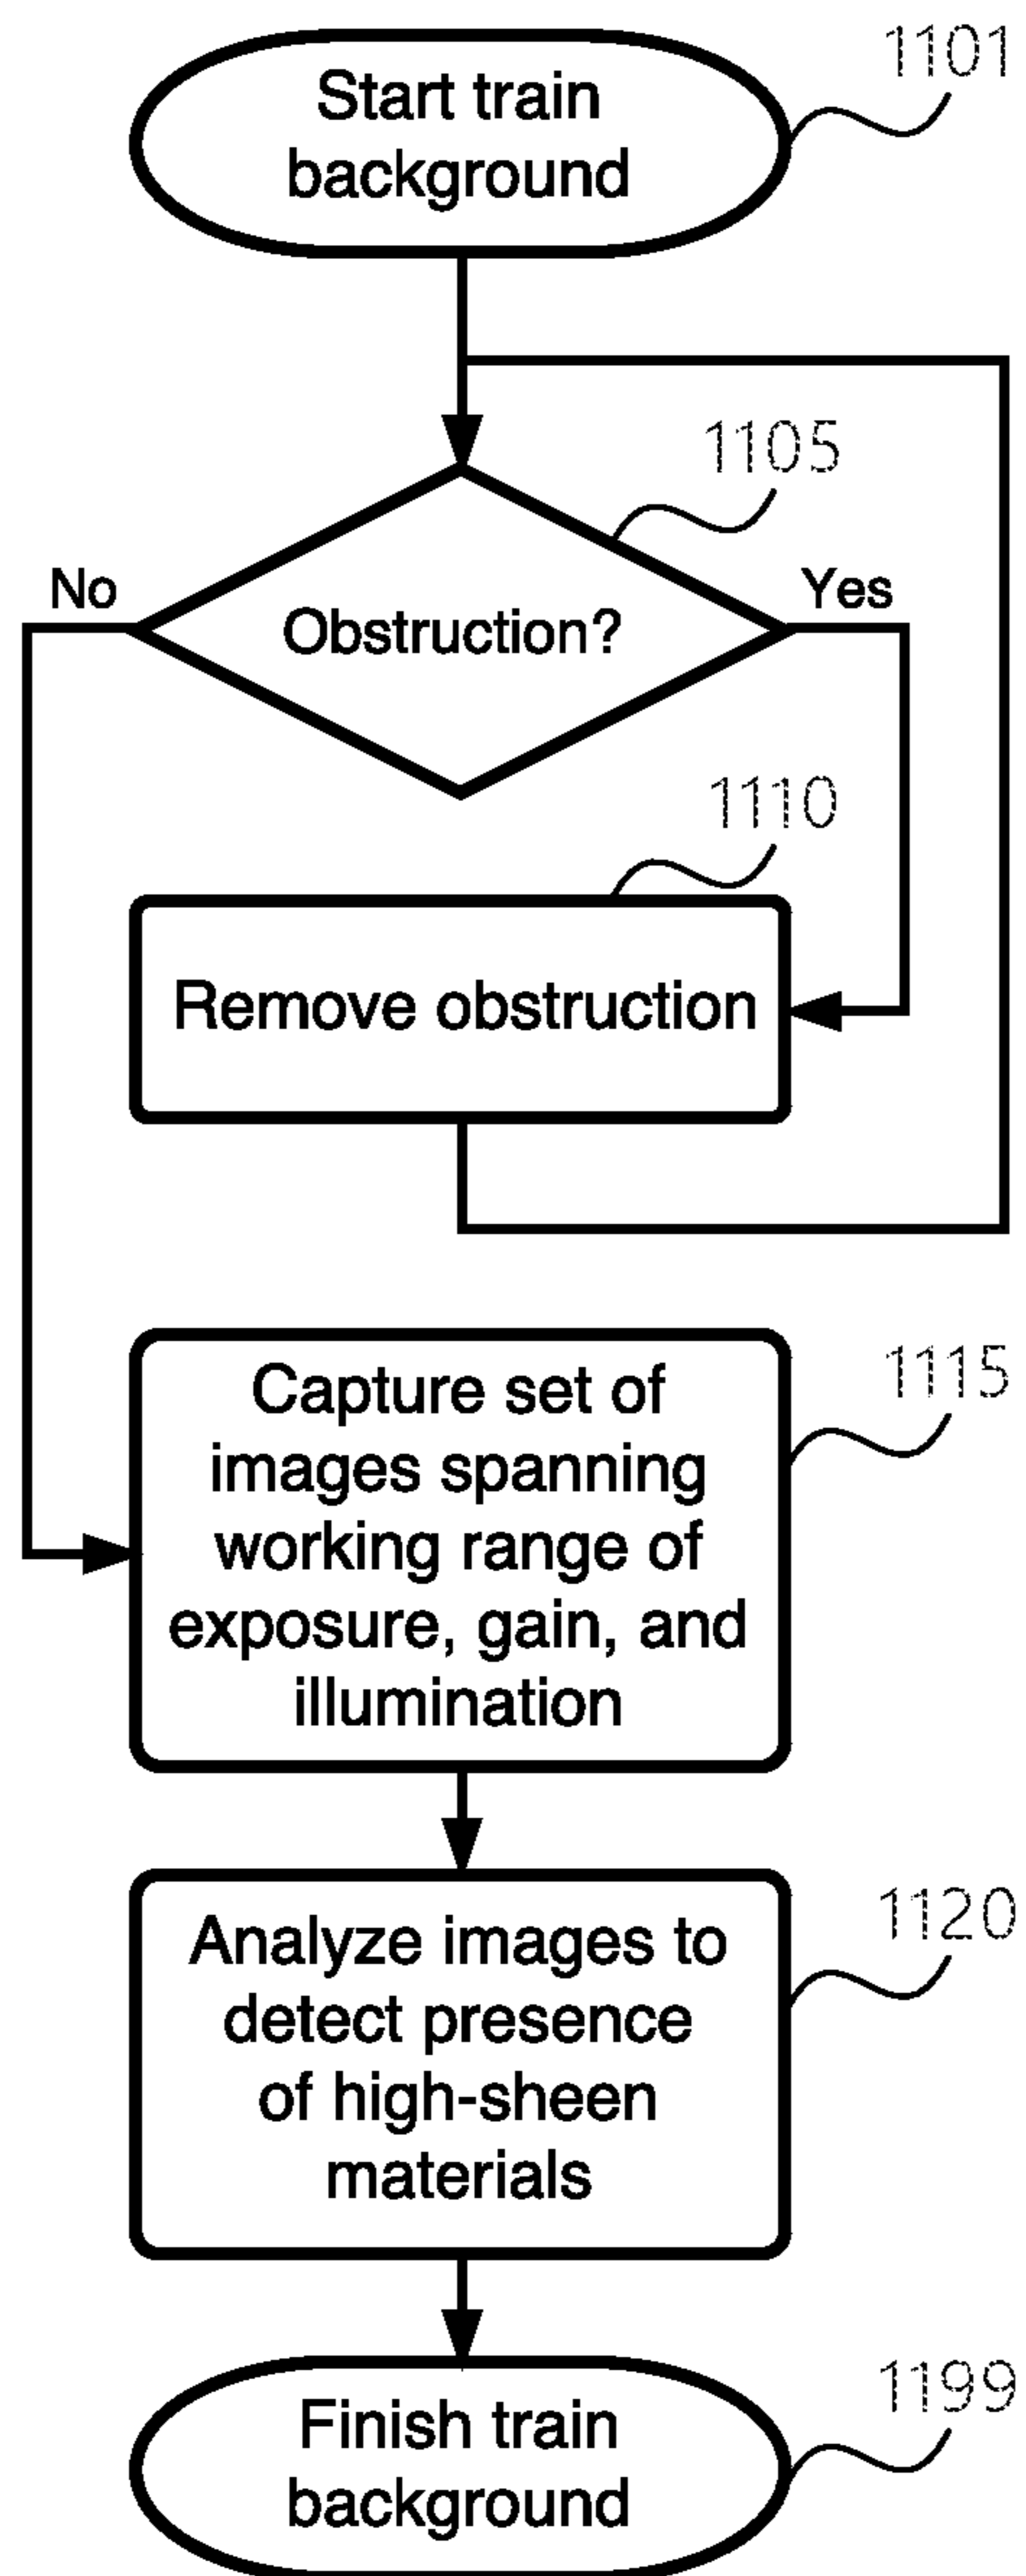 1101
Start train
background
1105
No
Yes
Obstruction?
1110
Remove obstruction
1115
Capture set of
images spanning
working range of
exposure, gain, and
illumination
1120
Analyze images to
detect presence
of high-sheen
materials
1199
Finish train
background